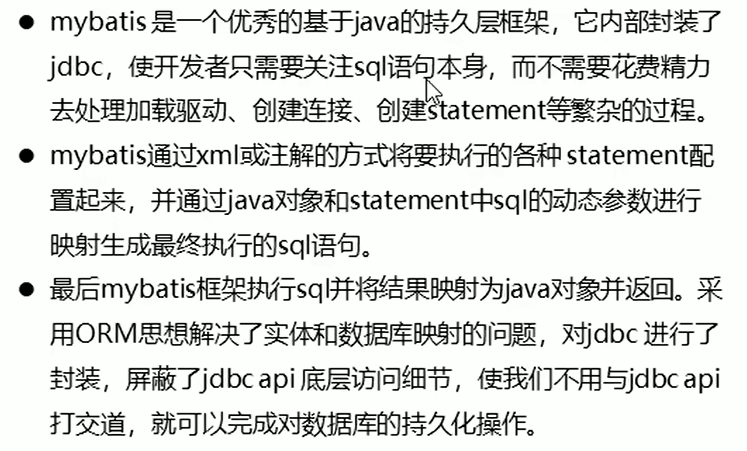 ● mybatis 是一个优秀的基于java的持久层框架，它内部封装了
jdbc，使开发者只需要关注sql语句本身，而不需要花费精力
去处理加载驱动、创建连接、创建statement等繁杂的过程。
● mybatis通过xml或注解的方式将要执行的各种 statement配
置起来，并通过java对象和statement中sql的动态参数进行
映射生成最终执行的sql语句。
● 最后mybatis框架执行sql并将结果映射为java对象并返回。采
用ORM思想解决了实体和数据库映射的问题，对jdbc 进行了
封装，屏蔽了jdbc api 底层访问细节，使我们不用与jdbc api
打交道，就可以完成对数据库的持久化操作。